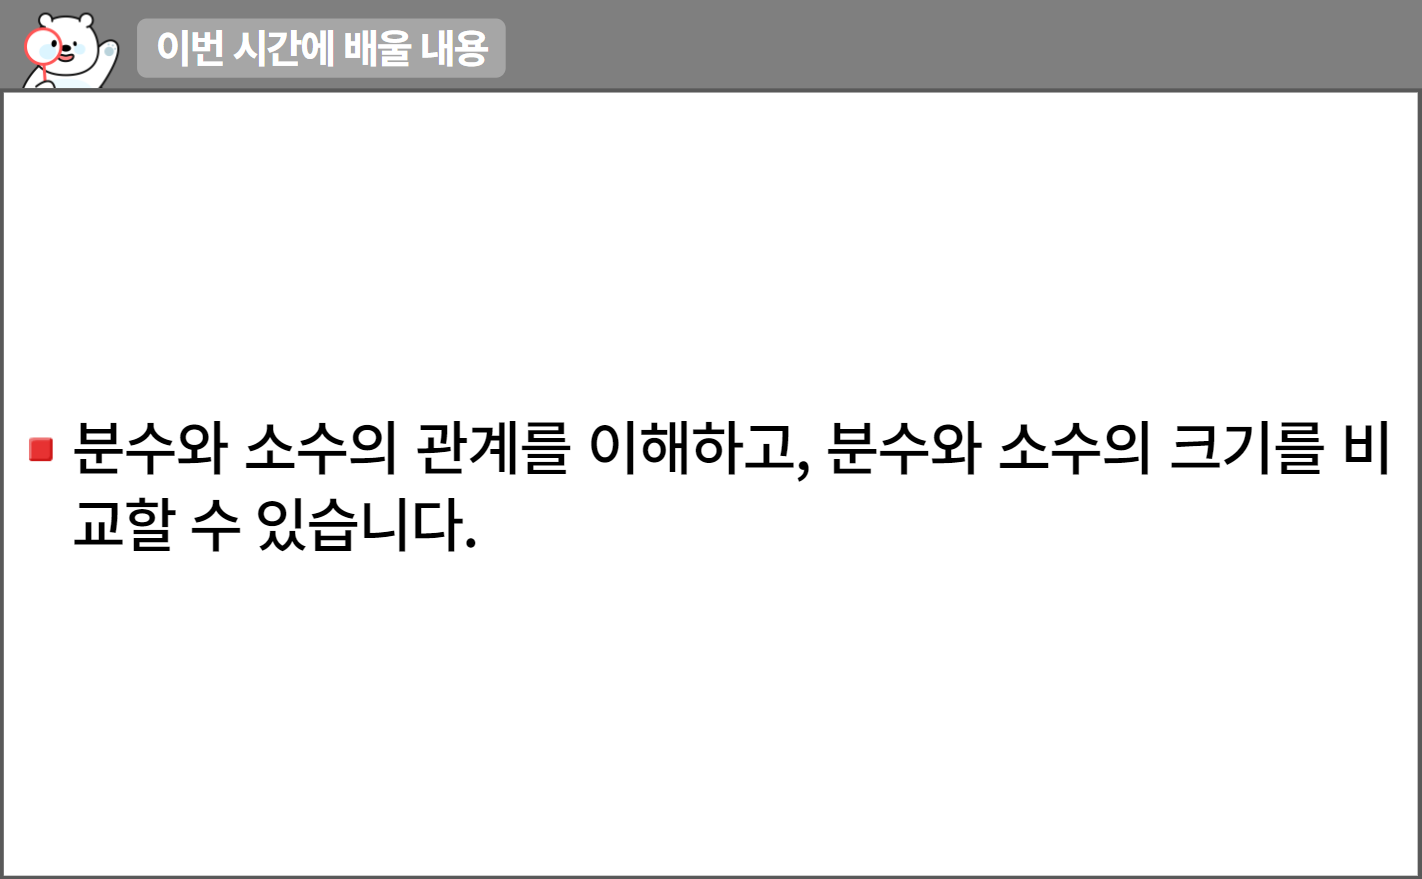 이번 시간에 배울 내용
분수와 소수의 관계를 이해하고, 분수와 소수의 크기를 비
교할 수 있습니다.